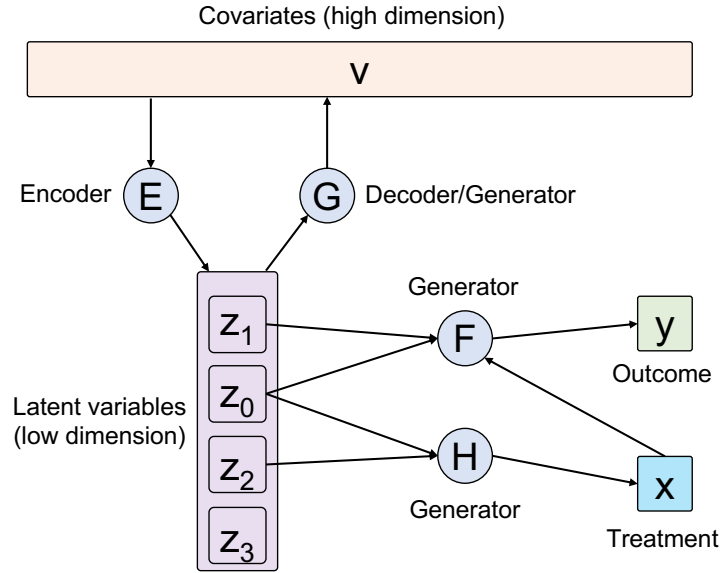 Covariates (high dimension)
v
Encoder
E
G
Decoder/Generator
Generator
z1
F
y
Outcome
z0
Latent variables
(low dimension)
z2
H
x
Generator
Treatment
z3